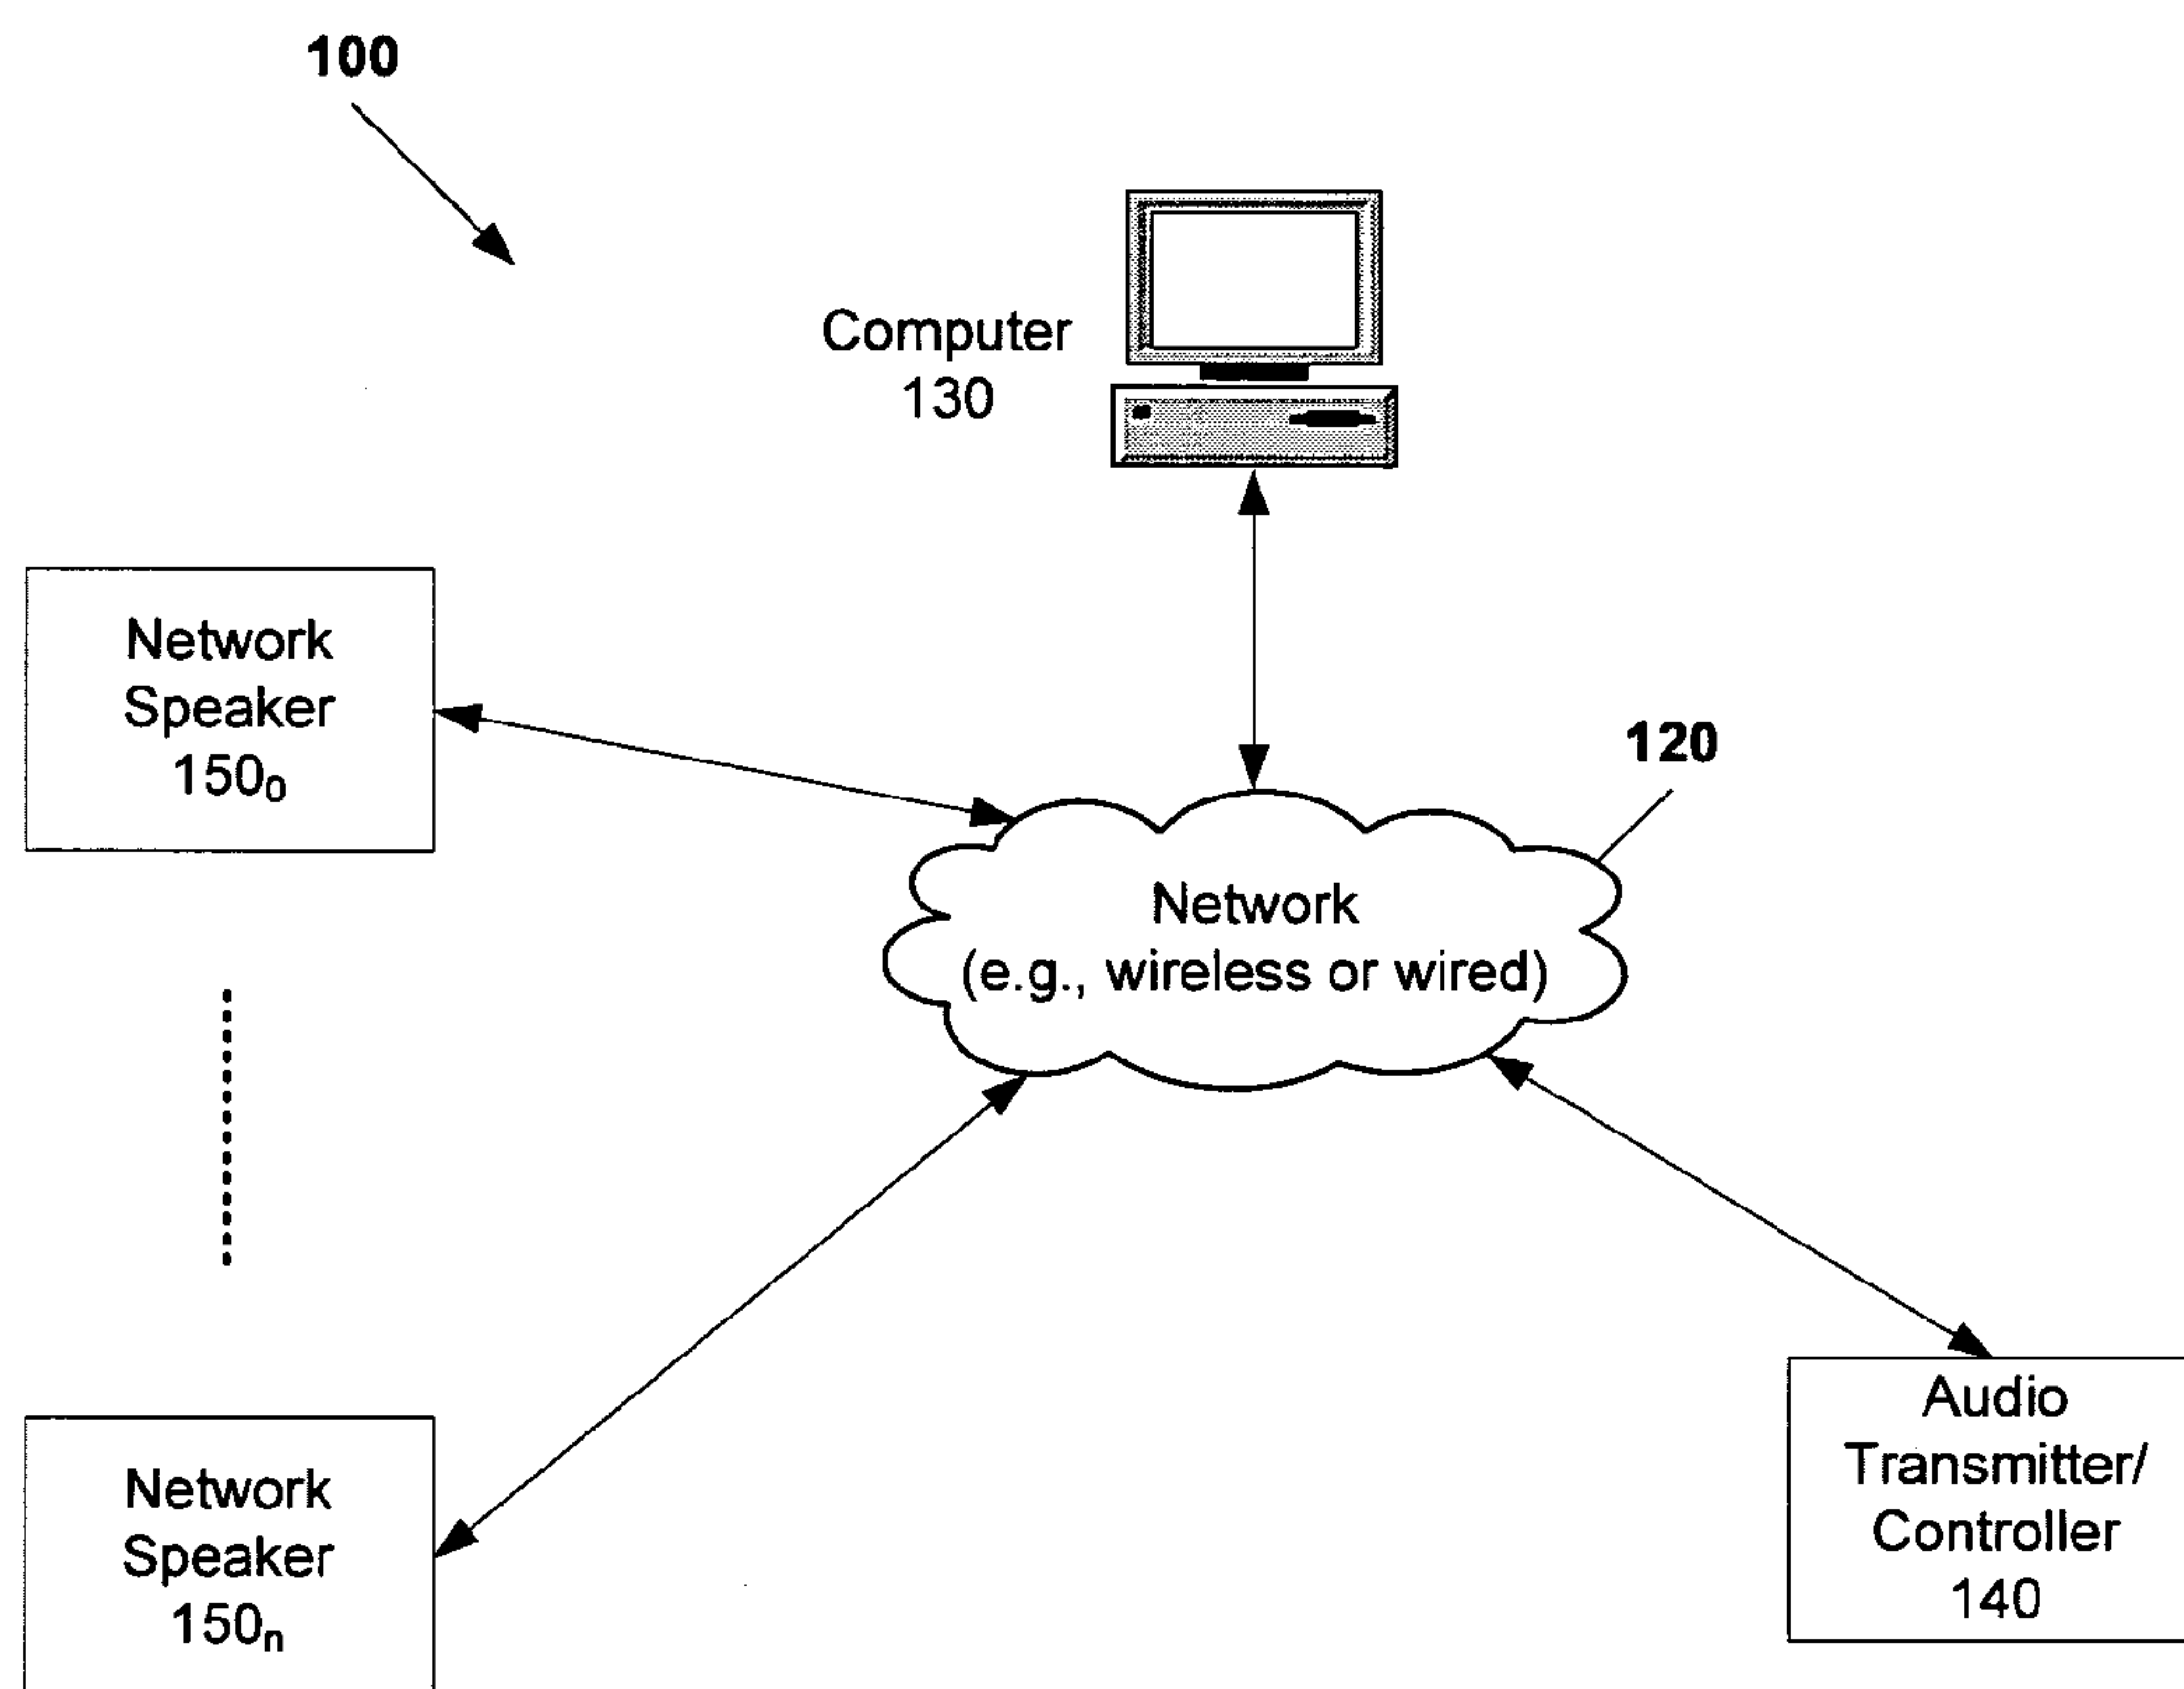 100
Computer
130
Network
Speaker
150₀
120
Network
(e.g., wireless or wired)
Network
Speaker
150ₙ
Audio
Transmitter/
Controller
140